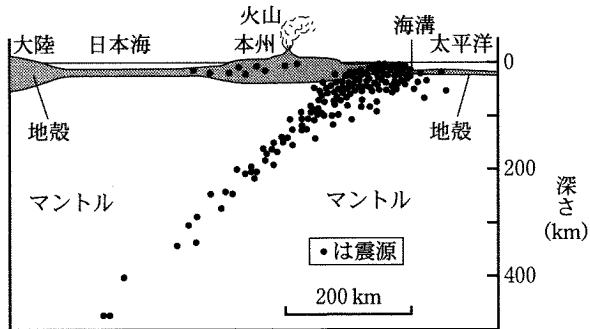 火山
海溝
大陸
日本海
本州
太平洋
0
地殻
地殻
マントル
マントル
200
深さ
(km)
•は震源
400
200 km